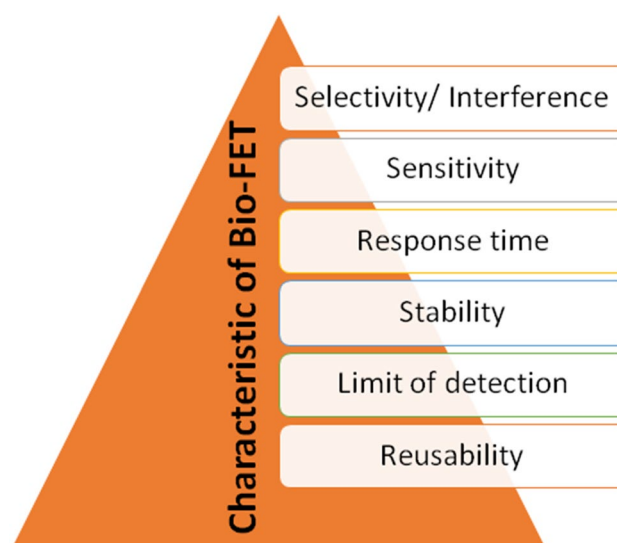 Characteristic of Bio-FET
Selectivity/ Interference
Sensitivity
Response time
Stability
Limit of detection
Reusability